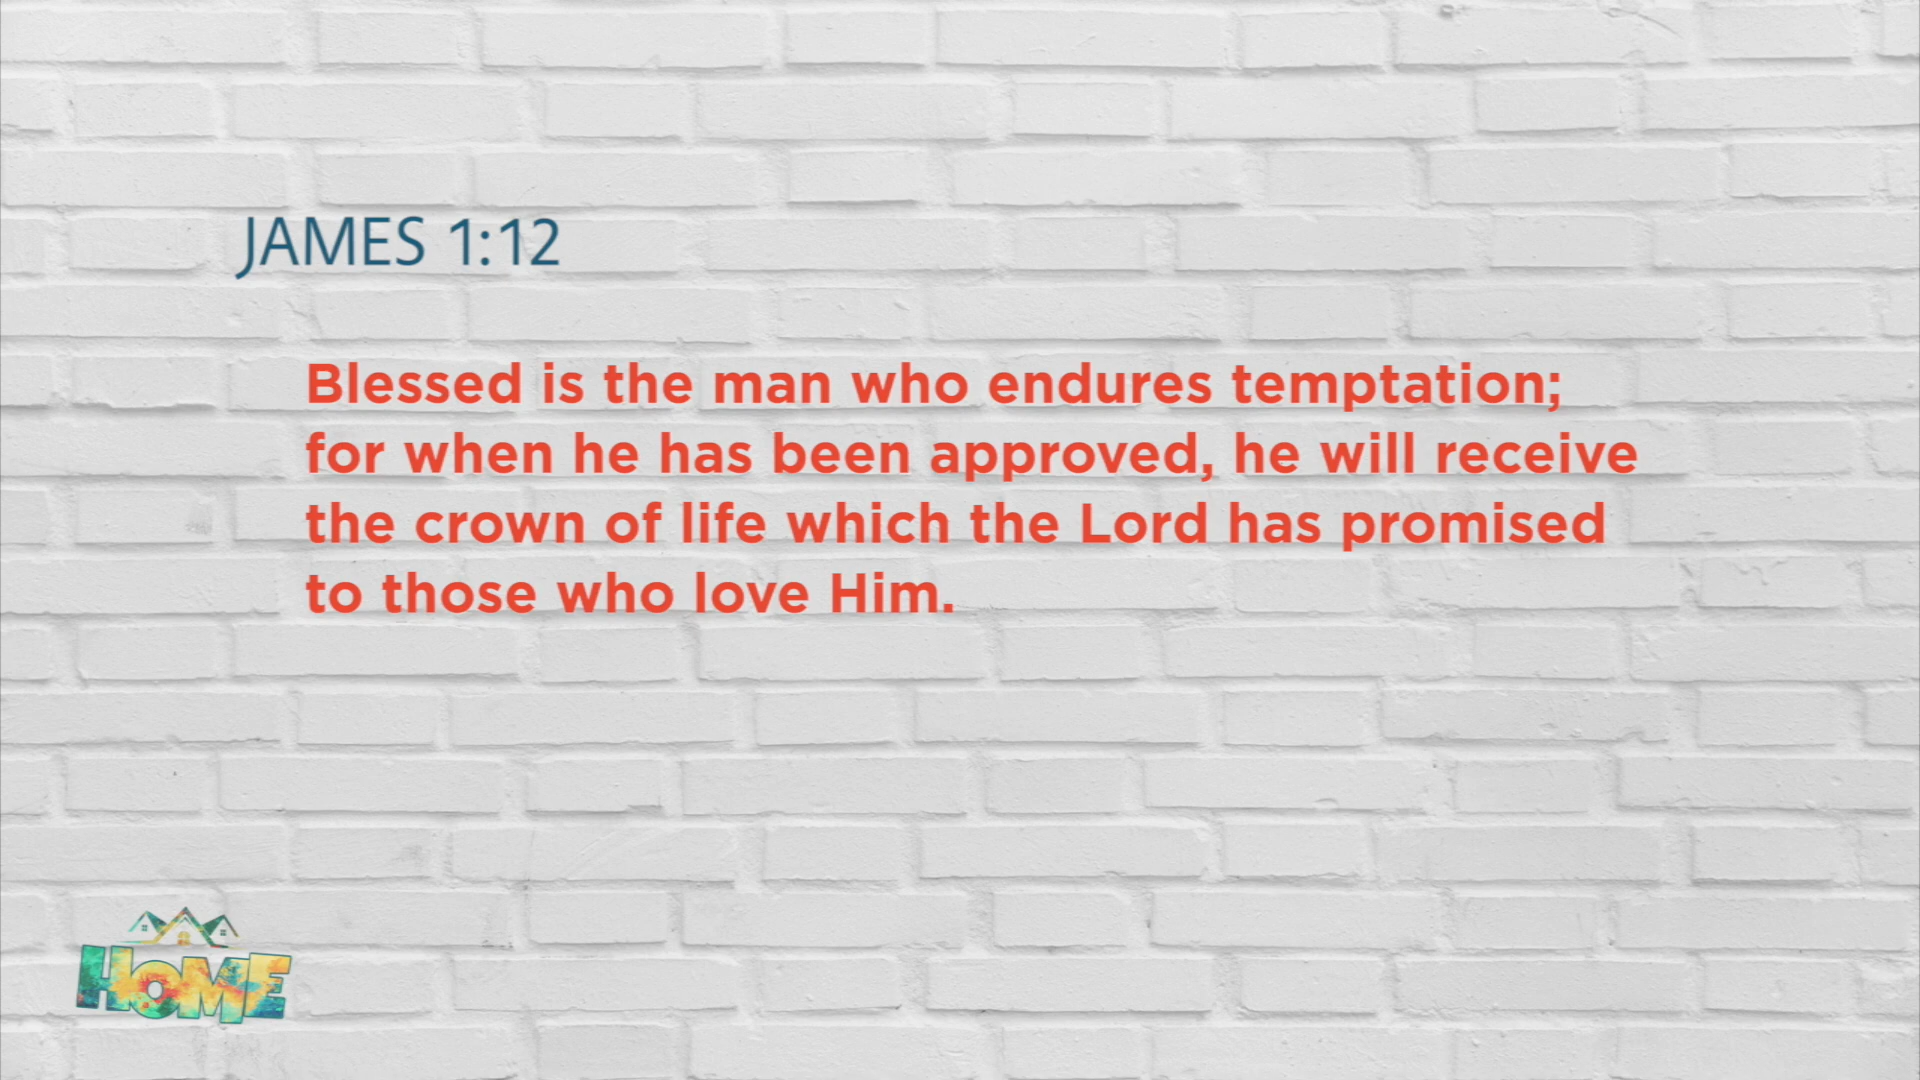 JAMES 1:12
Blessed is the man who endures temptation;
for when he has been approved, he will receive
the crown of life which the Lord has promised
to those who love Him.
HOME